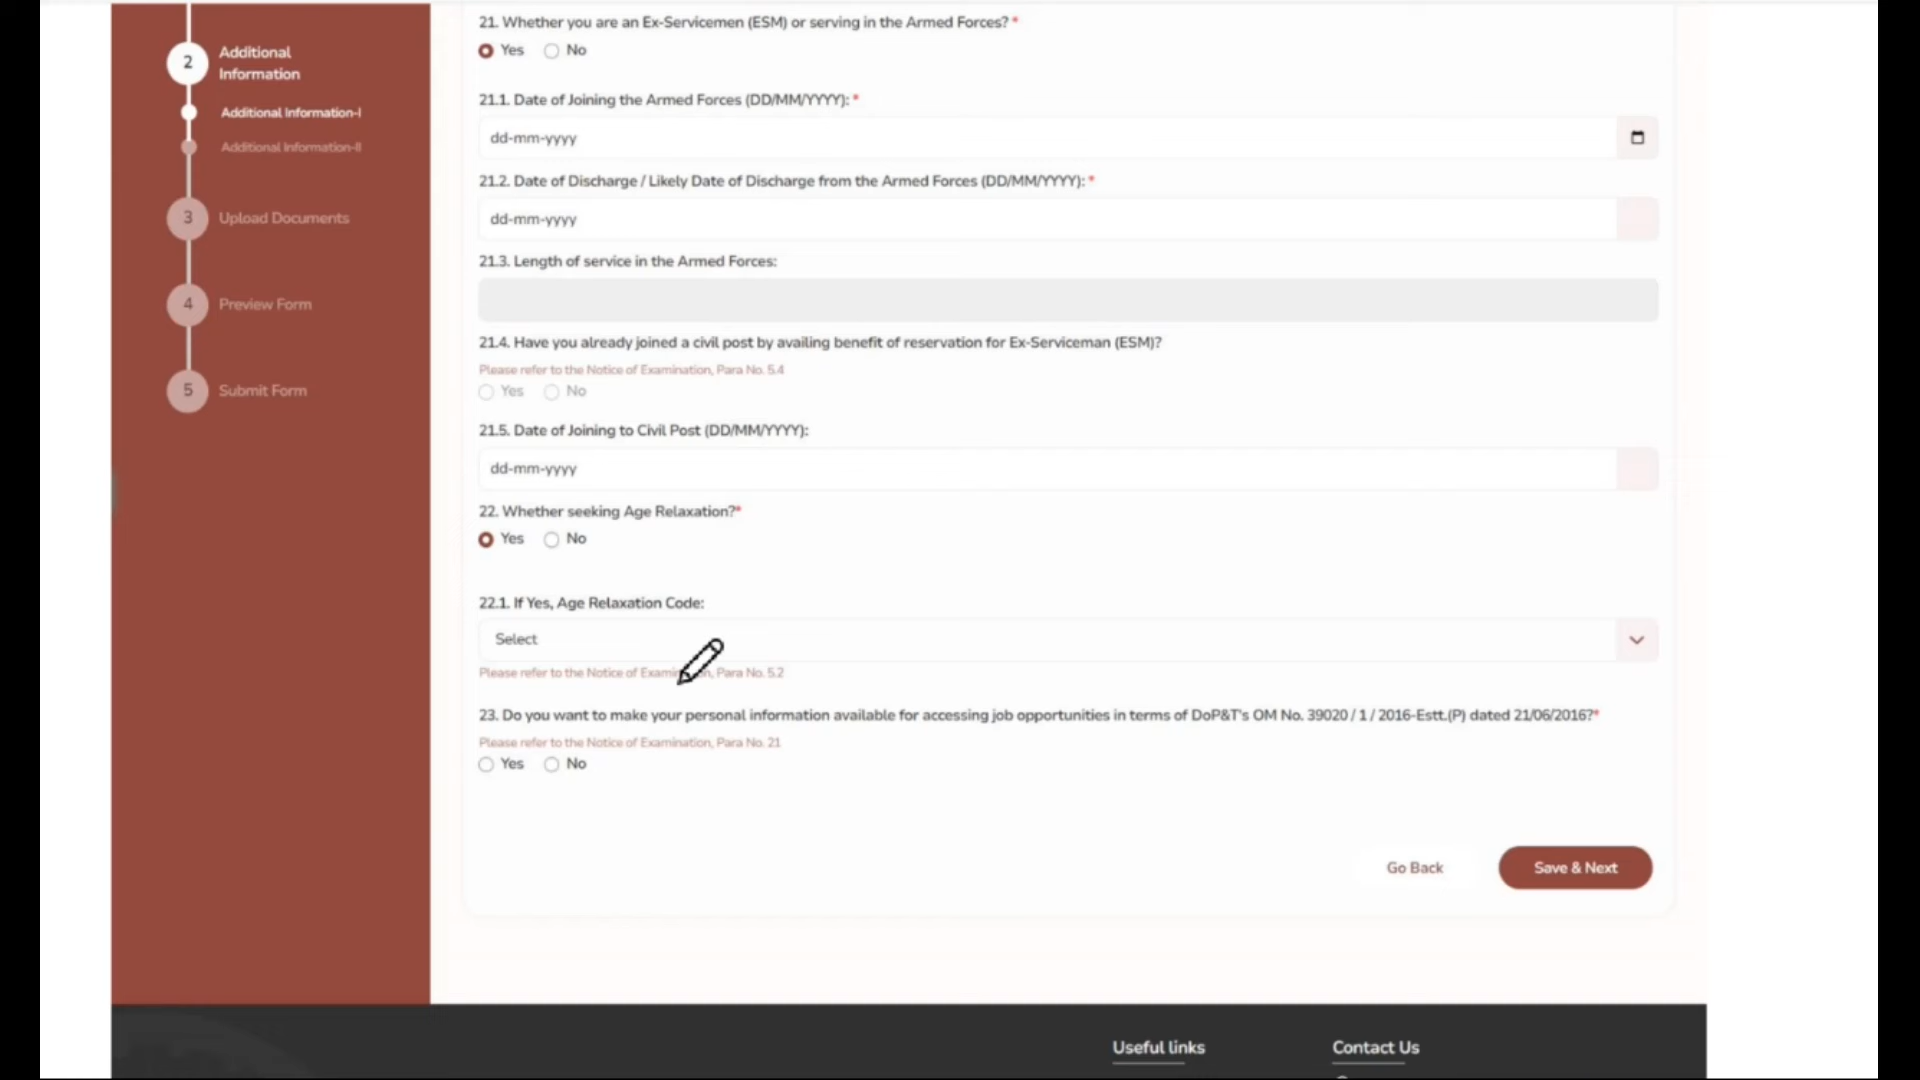 2
Additional
Information
Additional Information-I
Additional Information-II
3
Upload Documents
4
Preview Form
5
Submit Form
21. Whether you are an Ex-Servicemen (ESM) or serving in the Armed Forces? *
Yes No
21.1. Date of Joining the Armed Forces (DD/MM/YYYY): *
dd-mm-yyyy
21.2. Date of Discharge / Likely Date of Discharge from the Armed Forces (DD/MM/YYYY): *
dd-mm-yyyy
21.3. Length of service in the Armed Forces:
21.4. Have you already joined a civil post by availing benefit of reservation for Ex-Serviceman (ESM)?
Please refer to the Notice of Examination, Para No. 5.4
Yes No
21.5. Date of Joining to Civil Post (DD/MM/YYYY):
dd-mm-yyyy
22. Whether seeking Age Relaxation?*
Yes No
22.1. If Yes, Age Relaxation Code:
Select
Please refer to the Notice of Examination, Para No. 5.2
23. Do you want to make your personal information available for accessing job opportunities in terms of DoP&T's OM No. 39020 / 1 / 2016-Estt.(P) dated 21/06/2016?*
Please refer to the Notice of Examination, Para No. 21
Yes No
Go Back Save & Next
Useful links Contact Us